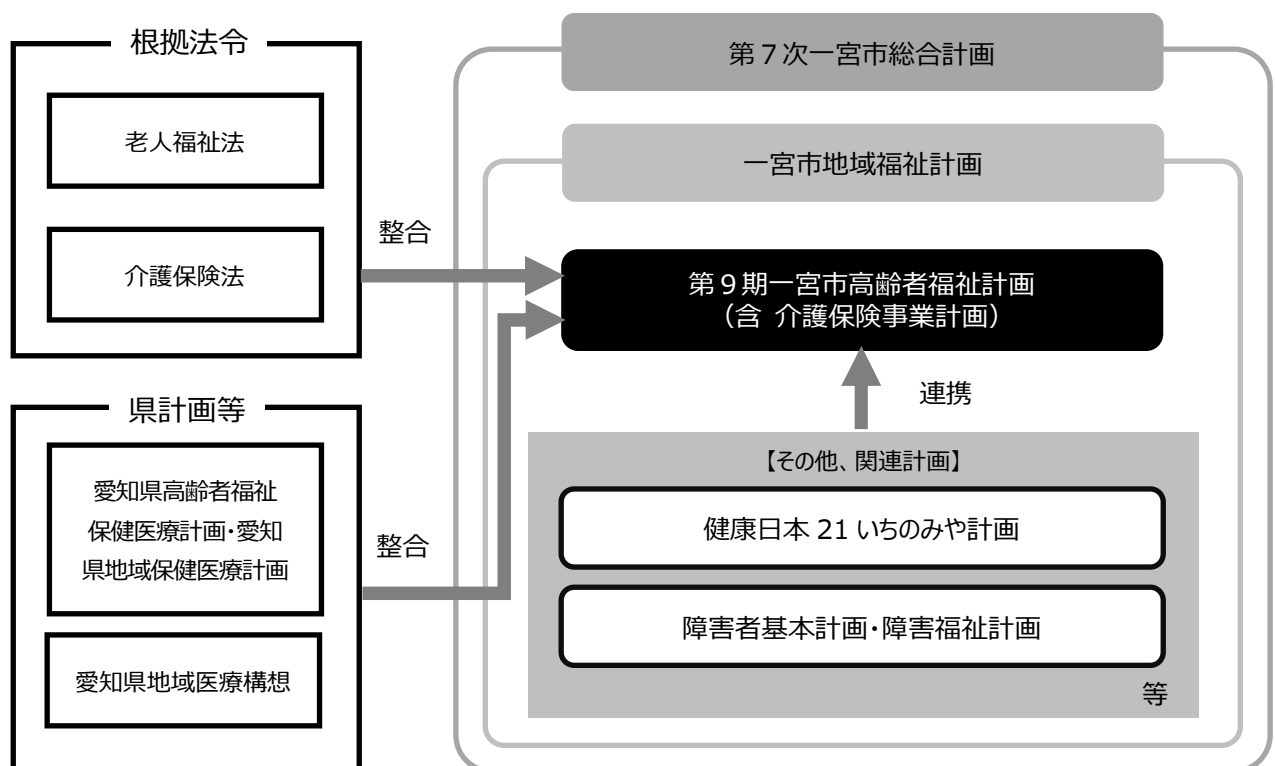 根拠法令
老人福祉法
介護保険法
県計画等
愛知県高齢者福祉
保健医療計画・愛知
県地域保健医療計画
愛知県地域医療構想
整合
整合
第7次一宮市総合計画
一宮市地域福祉計画
第9期一宮市高齢者福祉計画
（含 介護保険事業計画）
連携
【その他、関連計画】
健康日本 21 いちのみや計画
障害者基本計画・障害福祉計画
等